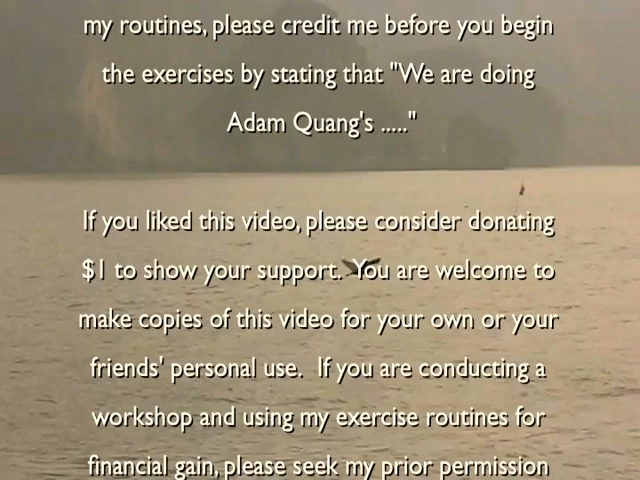 my routines, please credit me before you begin
the exercises by stating that "We are doing
Adam Quang's ....."
If you liked this video, please consider donating
$1 to show your support.  You are welcome to
make copies of this video for your own or your
friends' personal use.  If you are conducting a
workshop and using my exercise routines for
financial gain, please seek my prior permission